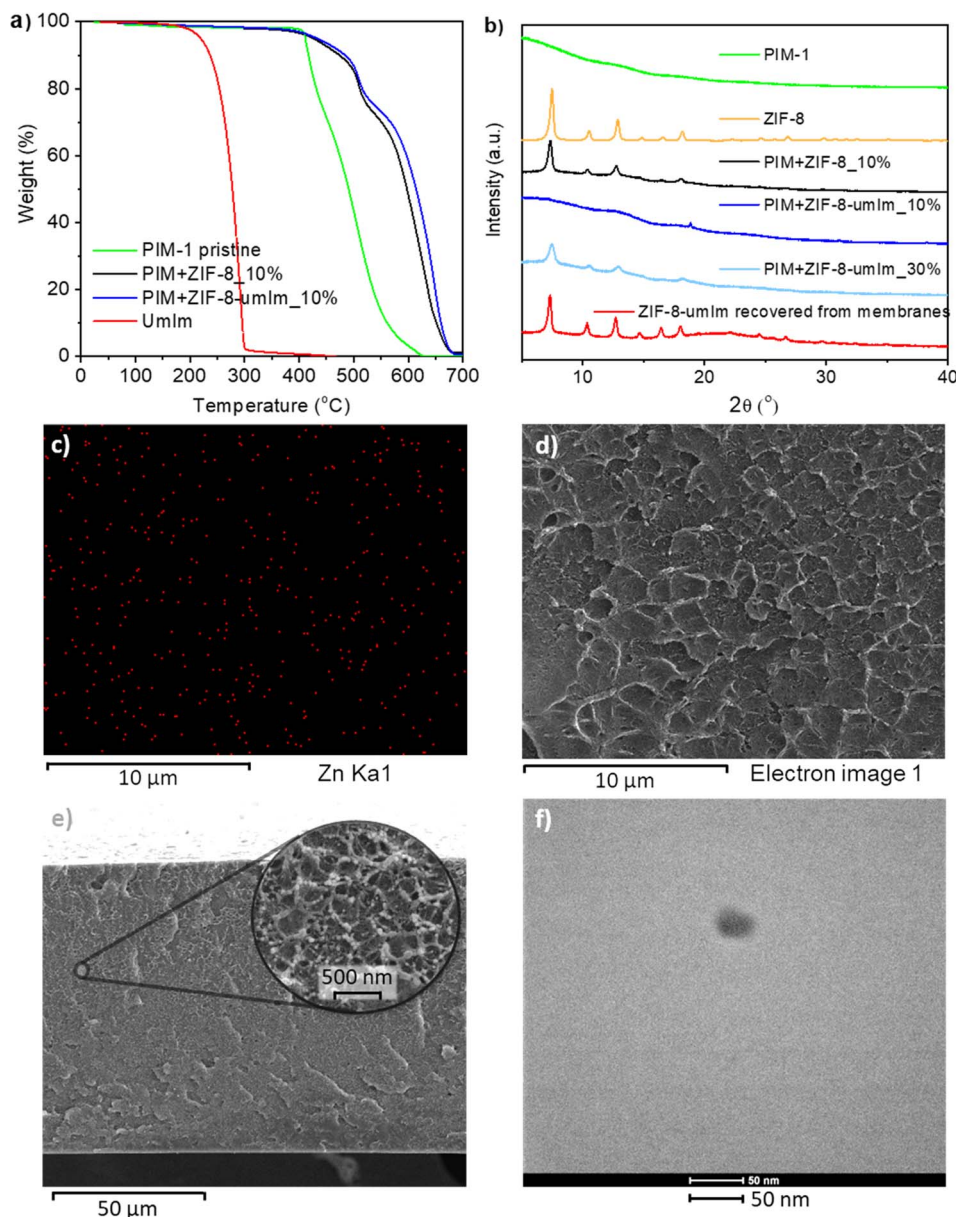 a)
100
80
60
40
20
0
Weight (%)
PIM-1 pristine
PIM+ZIF-8_10%
PIM+ZIF-8-umIm_10%
UmIm
0 100 200 300 400 500 600 700
Temperature (°C)
b)
Intensity (a.u.)
PIM-1
ZIF-8
PIM+ZIF-8_10%
PIM+ZIF-8-umIm_10%
PIM+ZIF-8-umIm_30%
ZIF-8-umIm recovered from membranes
10 20 30 40
2θ (°)
c)
10 µm
Zn Ka1
d)
10 µm
Electron image 1
e)
500 nm
50 µm
f)
50 nm
50 nm